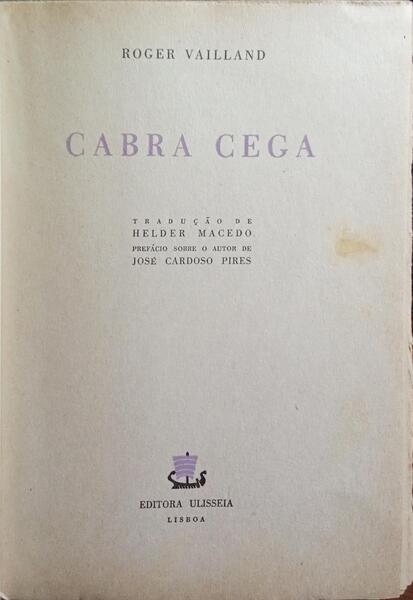 ROGER VAILLAND
CABRA CEGA
TRADUÇÃO DE
HELDER MACEDO
PREFÁCIO SOBRE O AUTOR DE
JOSÉ CARDOSO PIRES
EDITORA ULISSEIA
LISBOA